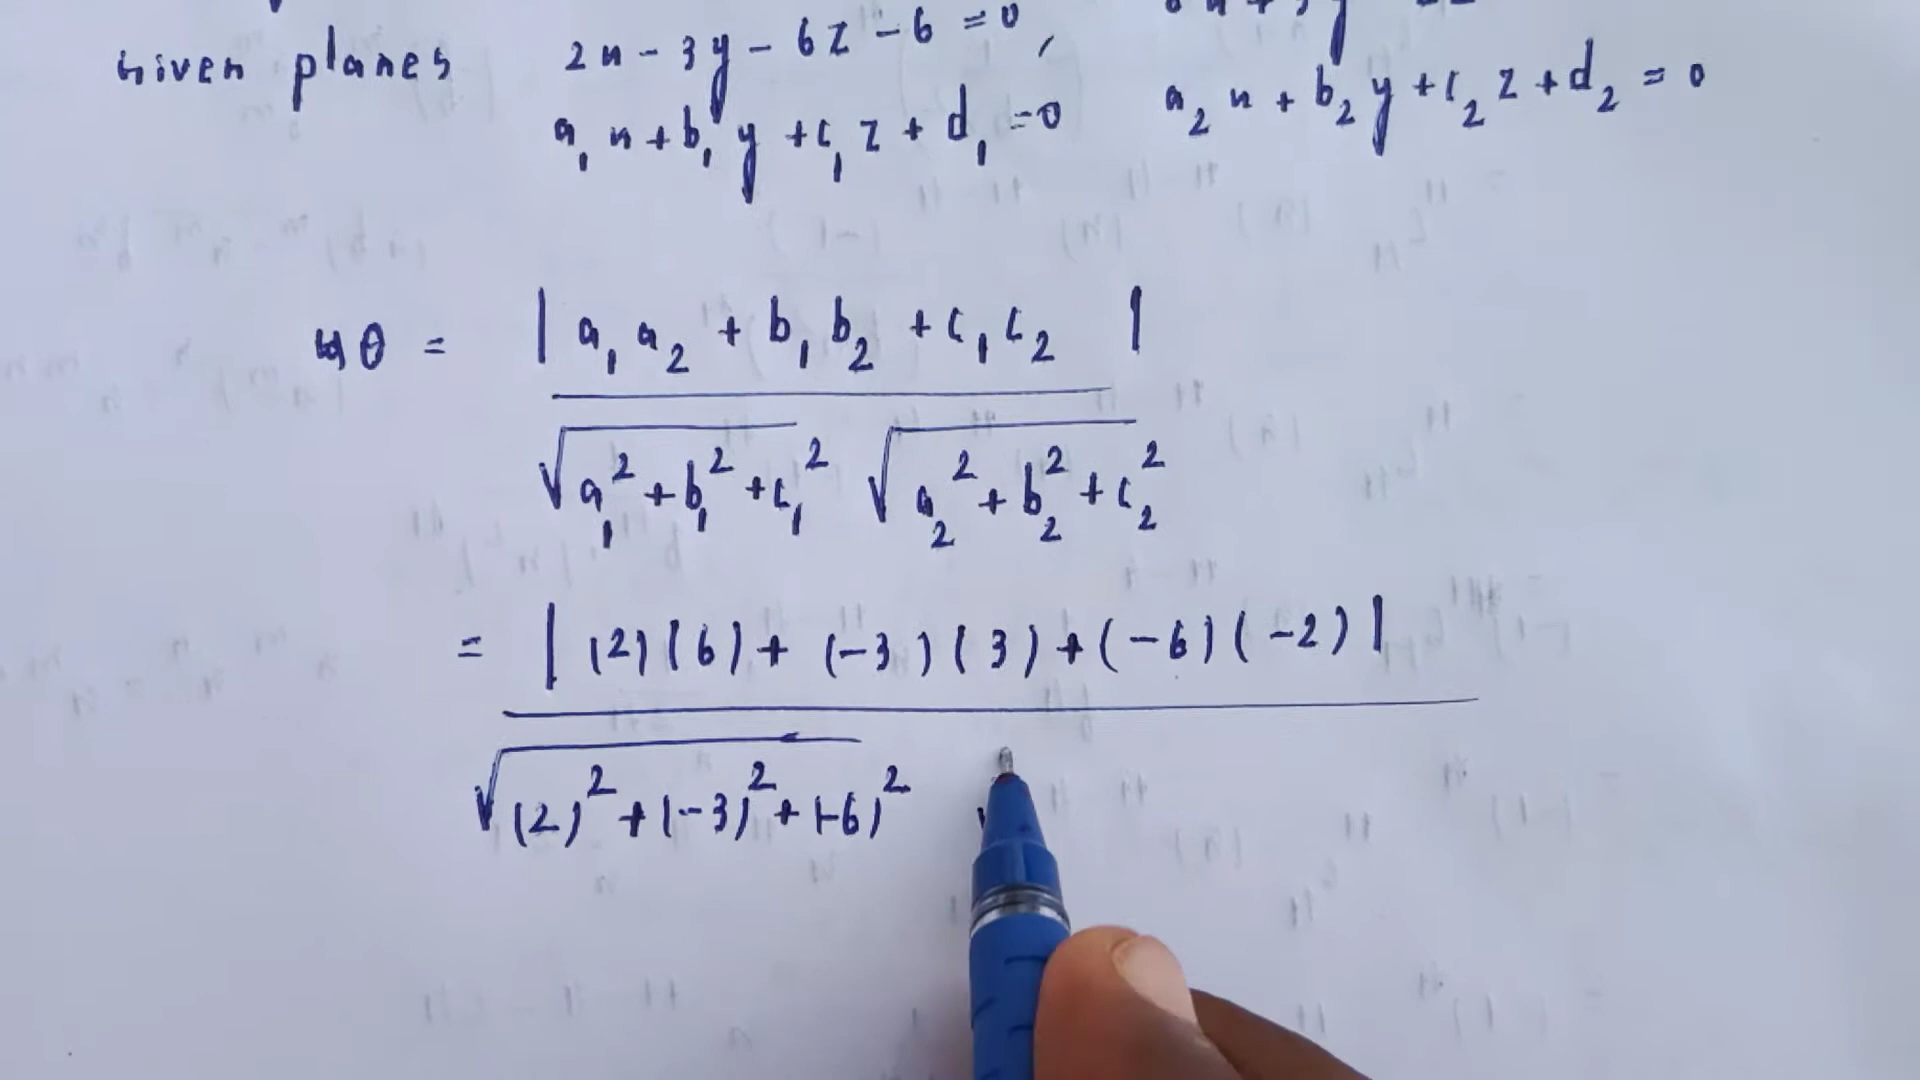 Given planes 2x - 3y - 6z - 6 = 0,
a₁x + b₁y + c₁z + d₁ = 0 a₂x + b₂y + c₂z + d₂ = 0
cos θ = | a₁a₂ + b₁b₂ + c₁c₂ |
√a₁² + b₁² + c₁² √a₂² + b₂² + c₂²
= | (2)(6) + (-3)(3) + (-6)(-2) |
√(2)² + (-3)² + (-6)²